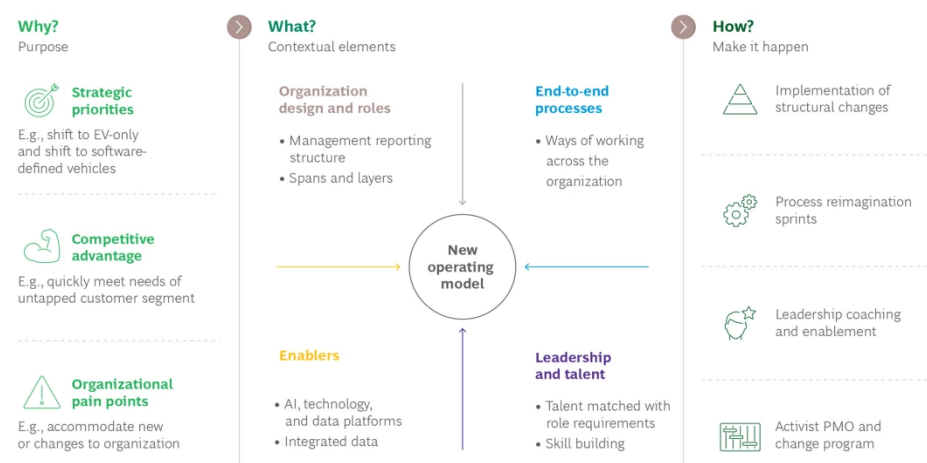 Why?
Purpose
Strategic
priorities
E.g., shift to EV-only
and shift to software-
defined vehicles
Competitive
advantage
E.g., quickly meet needs of
untapped customer segment
Organizational
pain points
E.g., accommodate new
or changes to organization
What?
Contextual elements
Organization
design and roles
• Management reporting
structure
• Spans and layers
End-to-end
processes
• Ways of working
across the
organization
New
operating
model
Enablers
• AI, technology,
and data platforms
• Integrated data
Leadership
and talent
• Talent matched with
role requirements
• Skill building
How?
Make it happen
Implementation of
structural changes
Process reimagination
sprints
Leadership coaching
and enablement
Activist PMO and
change program